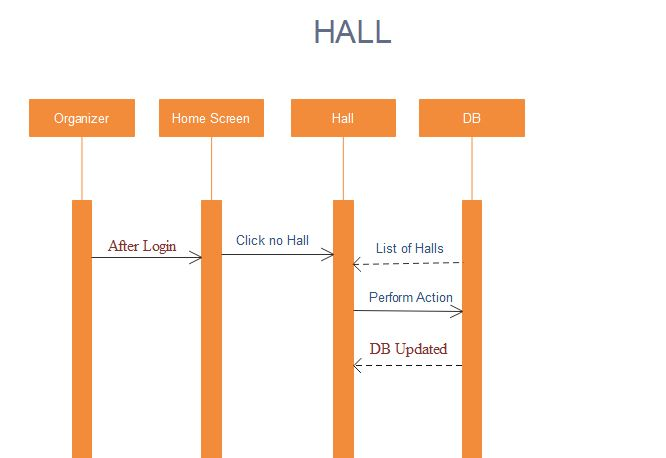 HALL
Organizer
Home Screen
Hall
DB
After Login
Click no Hall
List of Halls
Perform Action
DB Updated